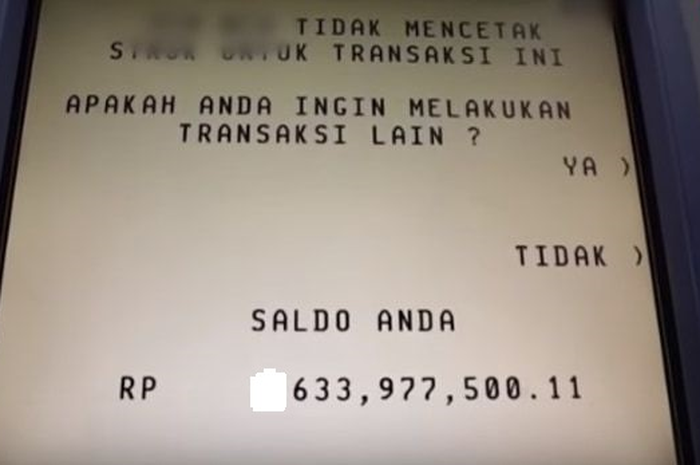 TIDAK MENCETAK
UNTUK TRANSAKSI INI
APAKAH ANDA INGIN MELAKUKAN
TRANSAKSI LAIN ?
YA )
TIDAK )
SALDO ANDA
RP 633,977,500.11